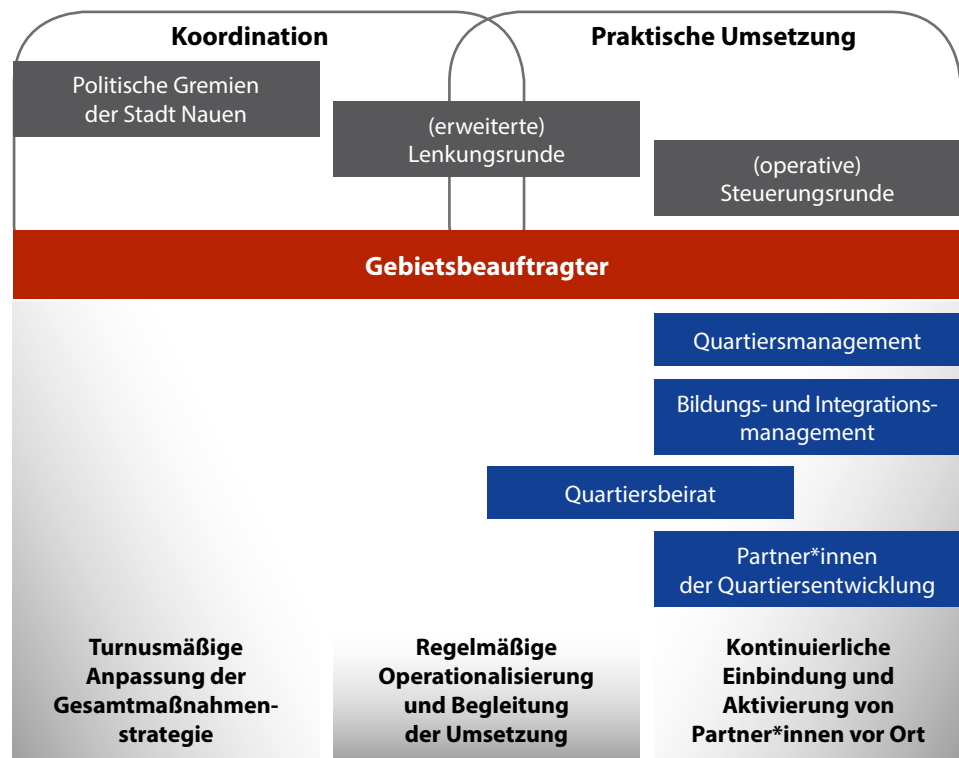 Koordination
Praktische Umsetzung
Politische Gremien
der Stadt Nauen
(erweiterte)
Lenkungsrunde
(operative)
Steuerungsrunde
Gebietsbeauftragter
Quartiersmanagement
Bildungs- und Integrations-
management
Quartiersbeirat
Partner*innen
der Quartiersentwicklung
Turnusmäßige
Anpassung der
Gesamtmaßnahmen-
strategie
Regelmäßige
Operationalisierung
und Begleitung
der Umsetzung
Kontinuierliche
Einbindung und
Aktivierung von
Partner*innen vor Ort